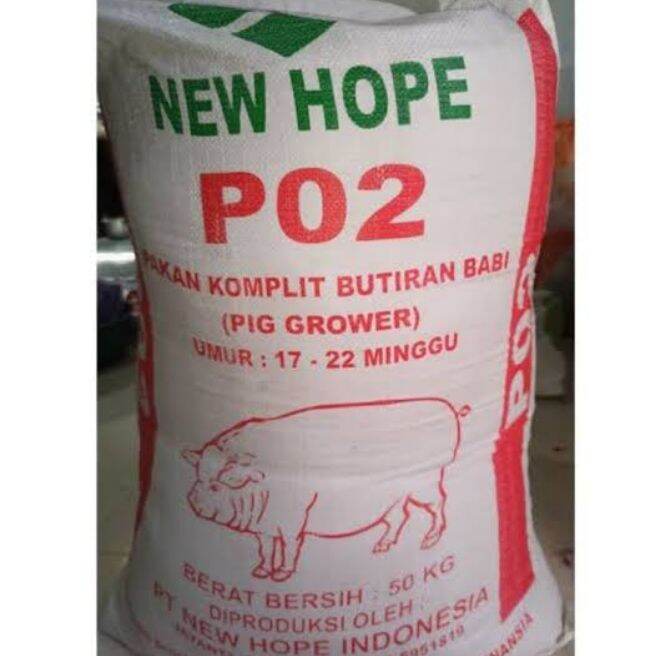 NEW HOPE
P02
PAKAN KOMPLIT BUTIRAN BABI
(PIG GROWER)
UMUR : 17 - 22 MINGGU
P02
BERAT BERSIH : 50 KG
DIPRODUKSI OLEH :
PT NEW HOPE INDONESIA